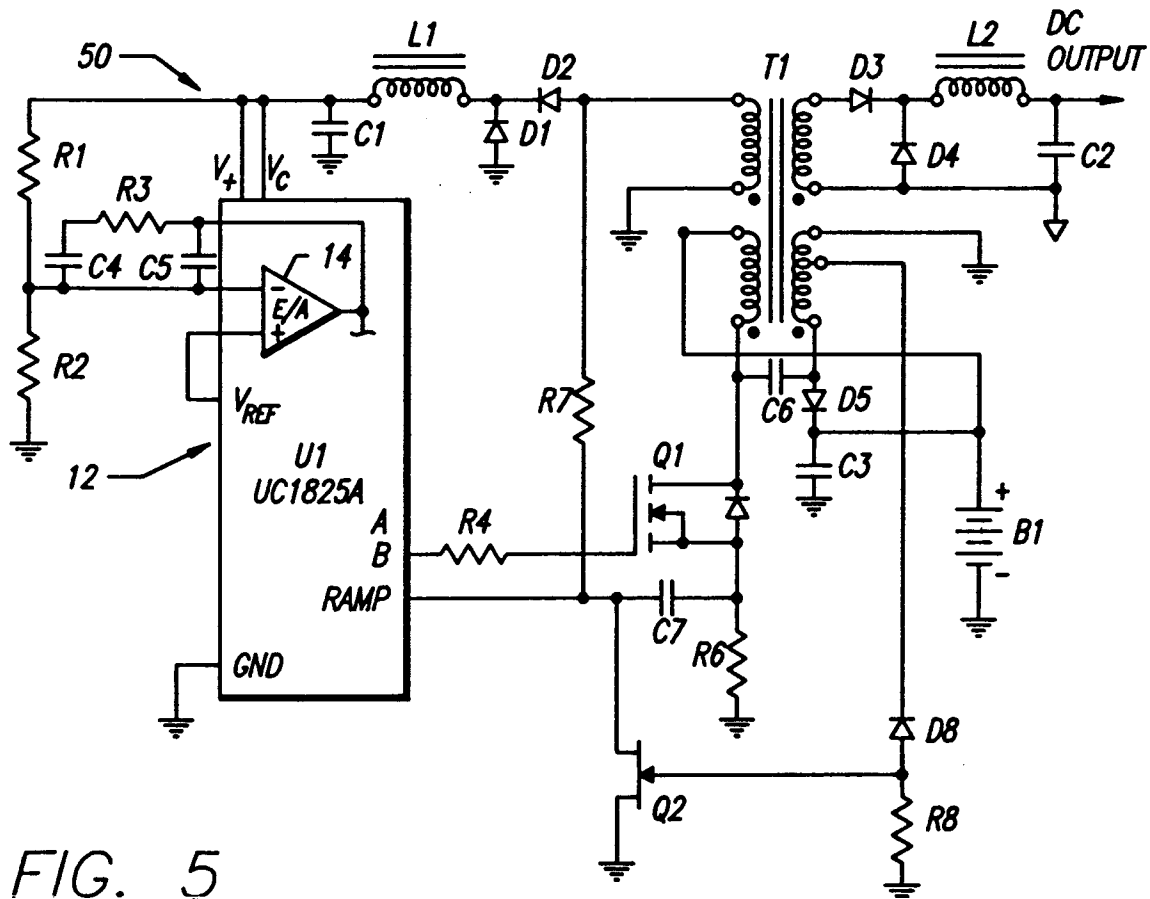 50
L1
D2
T1
D3
L2
DC
OUTPUT
R1
C1
D1
D4
C2
V+
VC
R3
C4
C5
14
-
E/A
+
R2
VREF
12
U1
UC1825A
R7
C6
D5
C3
Q1
+
B1
-
A
B
R4
RAMP
C7
R6
GND
D8
Q2
R8
FIG. 5